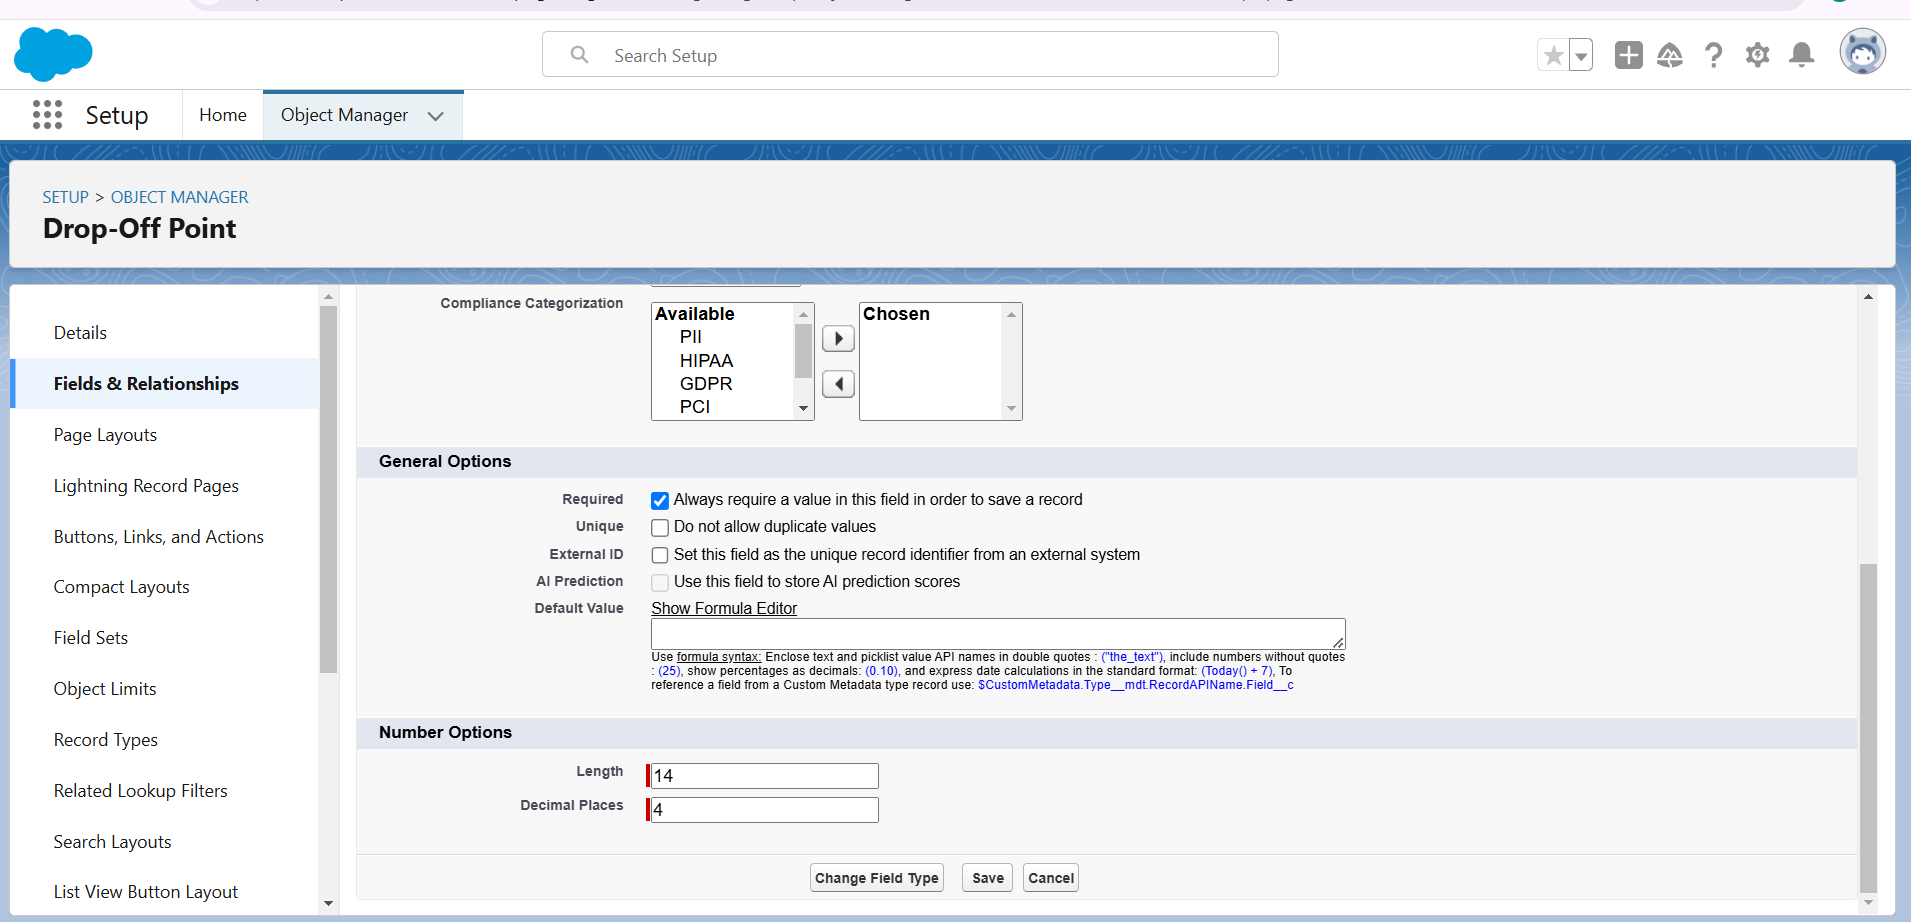 Search Setup
Setup
Home
Object Manager
SETUP > OBJECT MANAGER
Drop-Off Point
Details
Fields & Relationships
Page Layouts
Lightning Record Pages
Buttons, Links, and Actions
Compact Layouts
Field Sets
Object Limits
Record Types
Related Lookup Filters
Search Layouts
List View Button Layout
Compliance Categorization
Available
PII
HIPAA
GDPR
PCI
Chosen
General Options
Required Always require a value in this field in order to save a record
Unique Do not allow duplicate values
External ID Set this field as the unique record identifier from an external system
AI Prediction Use this field to store AI prediction scores
Default Value Show Formula Editor
Use formula syntax: Enclose text and picklist value API names in double quotes : ("the_text"), include numbers without quotes
: (25), show percentages as decimals: (0.10), and express date calculations in the standard format: (Today() + 7), To
reference a field from a Custom Metadata type record use: $CustomMetadata.Type__mdt.RecordAPIName.Field__c
Number Options
Length 14
Decimal Places 4
Change Field Type Save Cancel